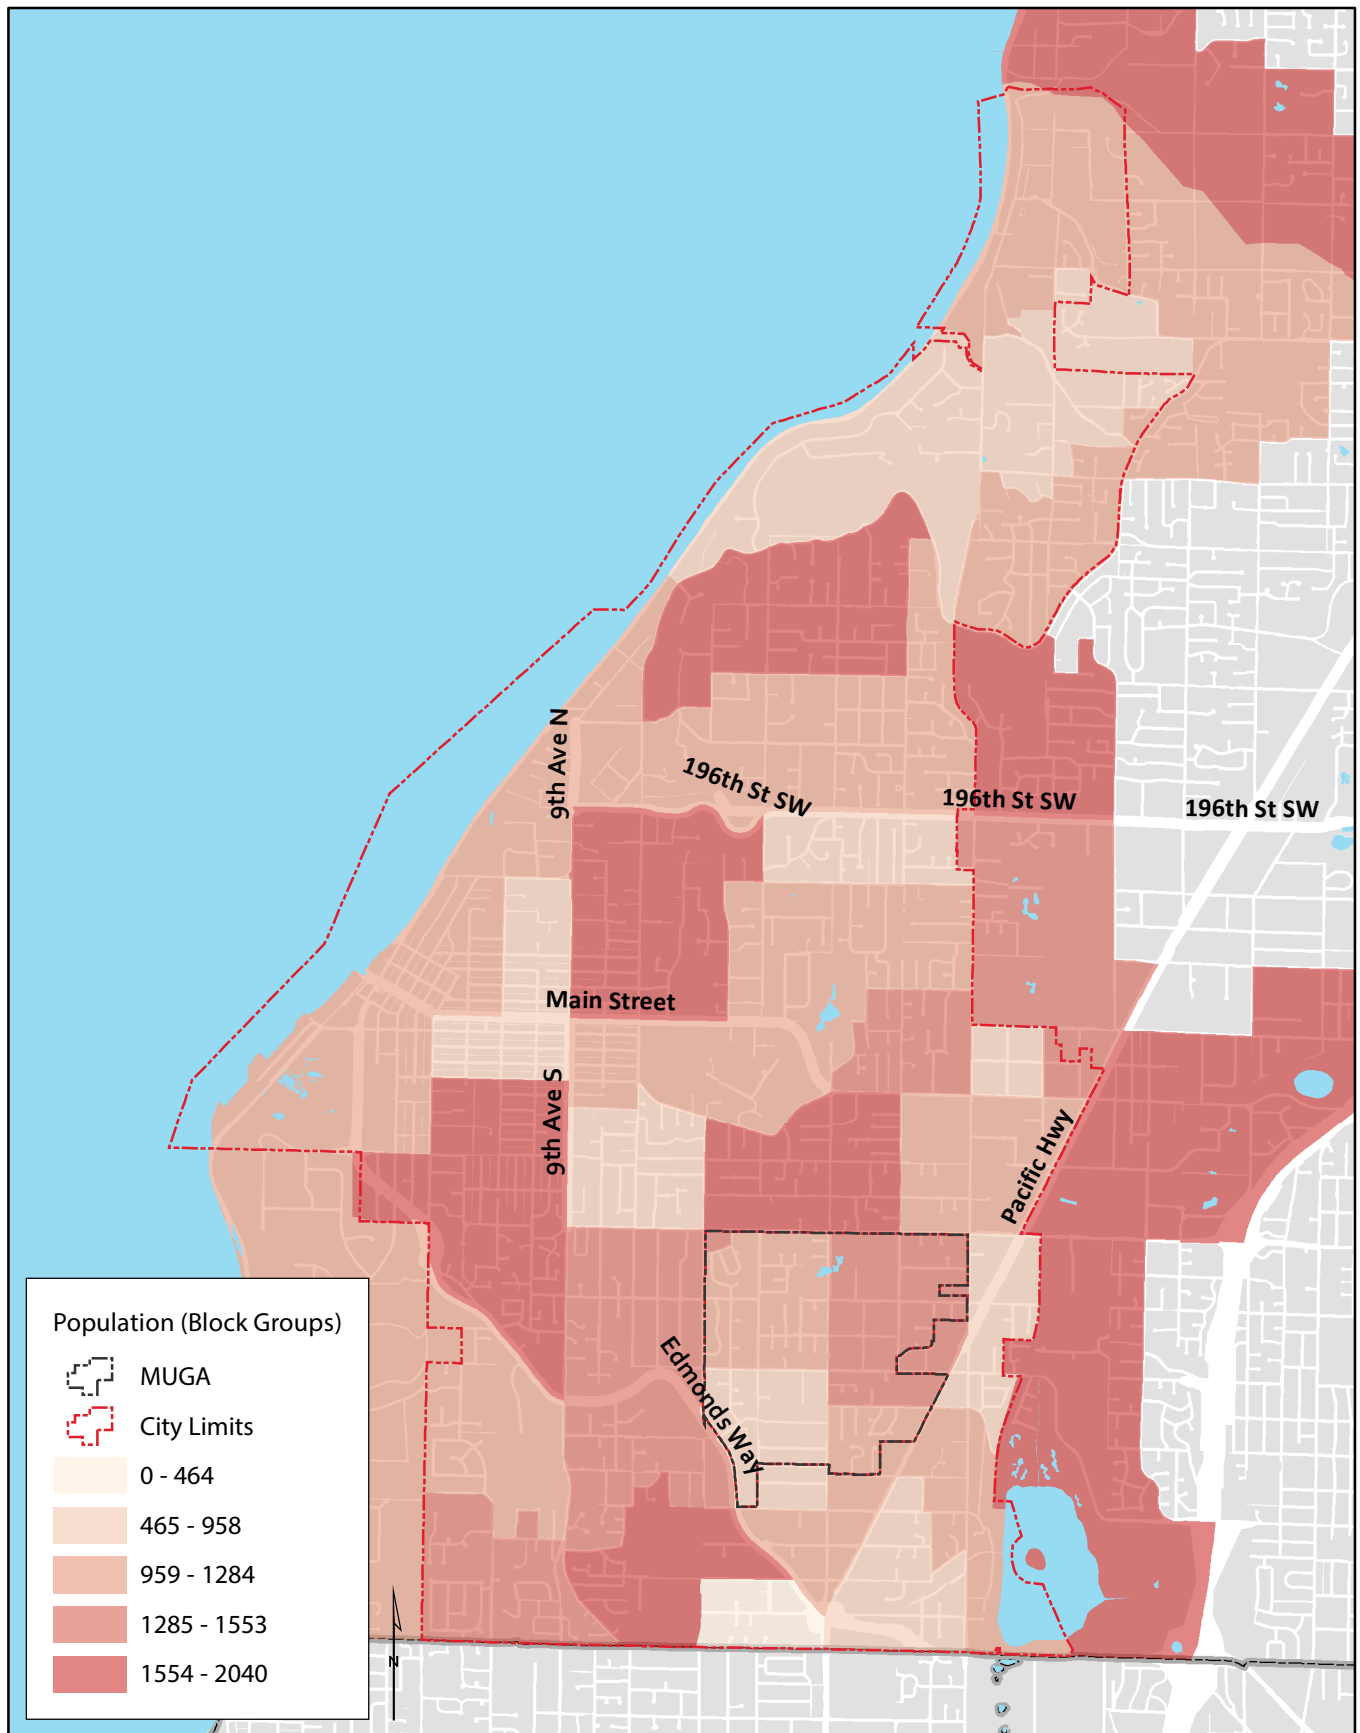 9th Ave N
196th St SW
196th St SW
196th St SW
Main Street
9th Ave S
Pacific Hwy
Edmonds Way
Population (Block Groups)
MUGA
City Limits
0 - 464
465 - 958
959 - 1284
1285 - 1553
1554 - 2040
N